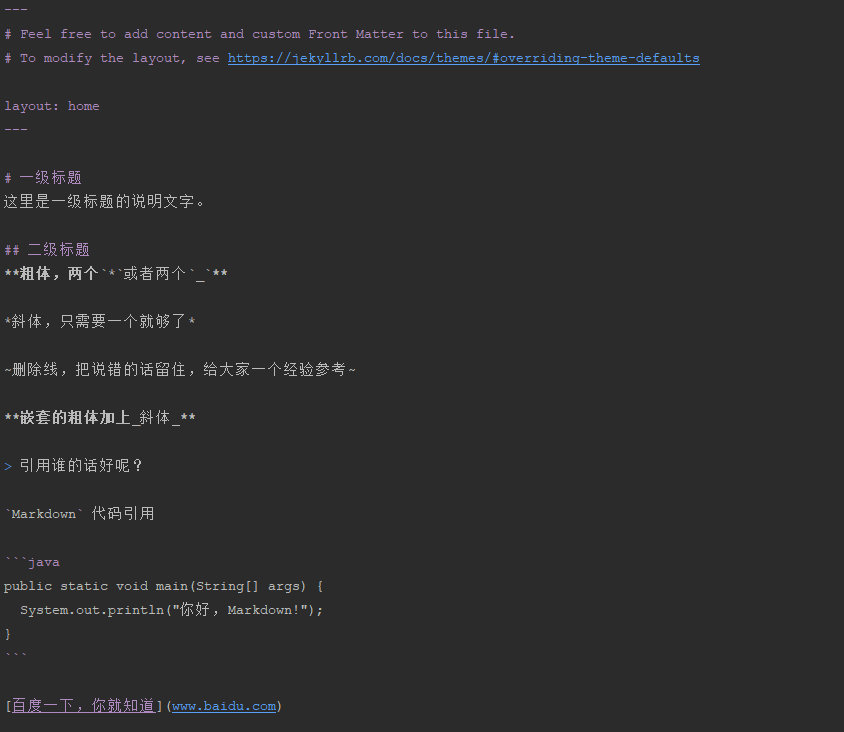 ---
# Feel free to add content and custom Front Matter to this file.
# To modify the layout, see https://jekyllrb.com/docs/themes/#overriding-theme-defaults
layout: home
---
# 一级标题
这里是一级标题的说明文字。
## 二级标题
**粗体，两个`*`或者两个`_`**
*斜体，只需要一个就够了*
~删除线，把说错的话留住，给大家一个经验参考~
**嵌套的粗体加上_斜体_**
> 引用谁的话好呢？
`Markdown` 代码引用
```java
public static void main(String[] args) {
  System.out.println("你好，Markdown!");
}
```
[百度一下，你就知道](www.baidu.com)